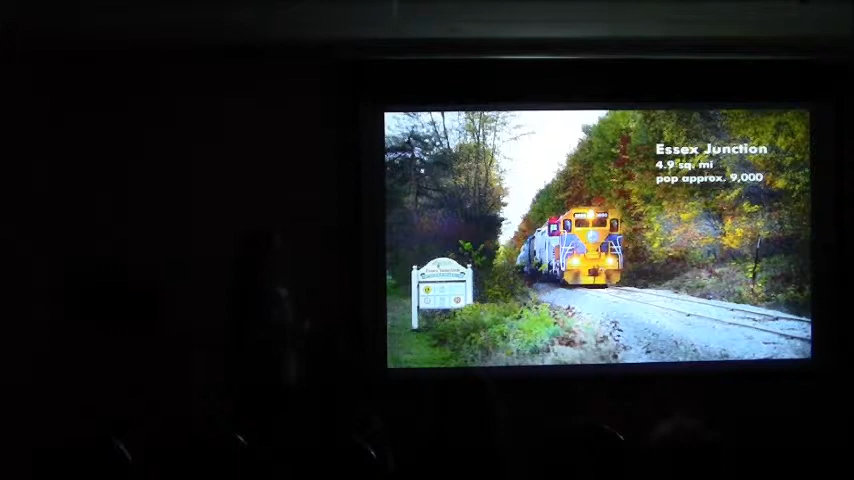 Essex Junction
4.9 sq. mi
pop approx. 9,000